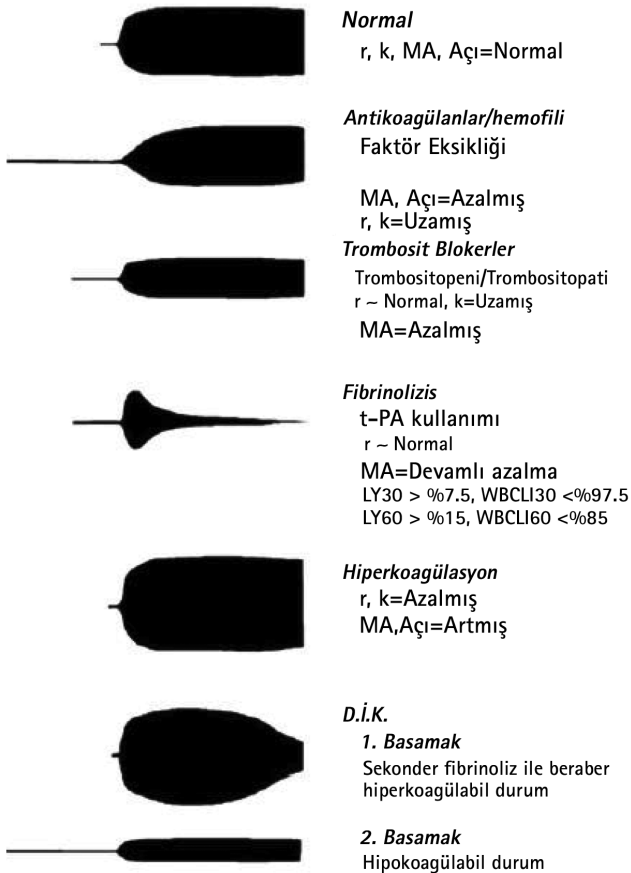 Normal
r, k, MA, Açı=Normal
Antikoagülanlar/hemofili
Faktör Eksikliği
MA, Açı=Azalmış
r, k=Uzamış
Trombosit Blokerler
Trombositopeni/Trombositopati
r ~ Normal, k=Uzamış
MA=Azalmış
Fibrinolizis
t-PA kullanımı
r ~ Normal
MA=Devamlı azalma
LY30 > %7.5, WBCLI30 <%97.5
LY60 > %15, WBCLI60 <%85
Hiperkoagülasyon
r, k=Azalmış
MA,Açı=Artmış
D.İ.K.
1. Basamak
Sekonder fibrinoliz ile beraber
hiperkoagülabil durum
2. Basamak
Hipokoagülabil durum